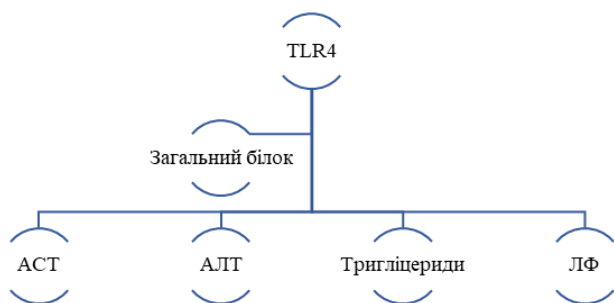 TLR4
Загальний білок
АСТ
АЛТ
Тригліцериди
ЛФ